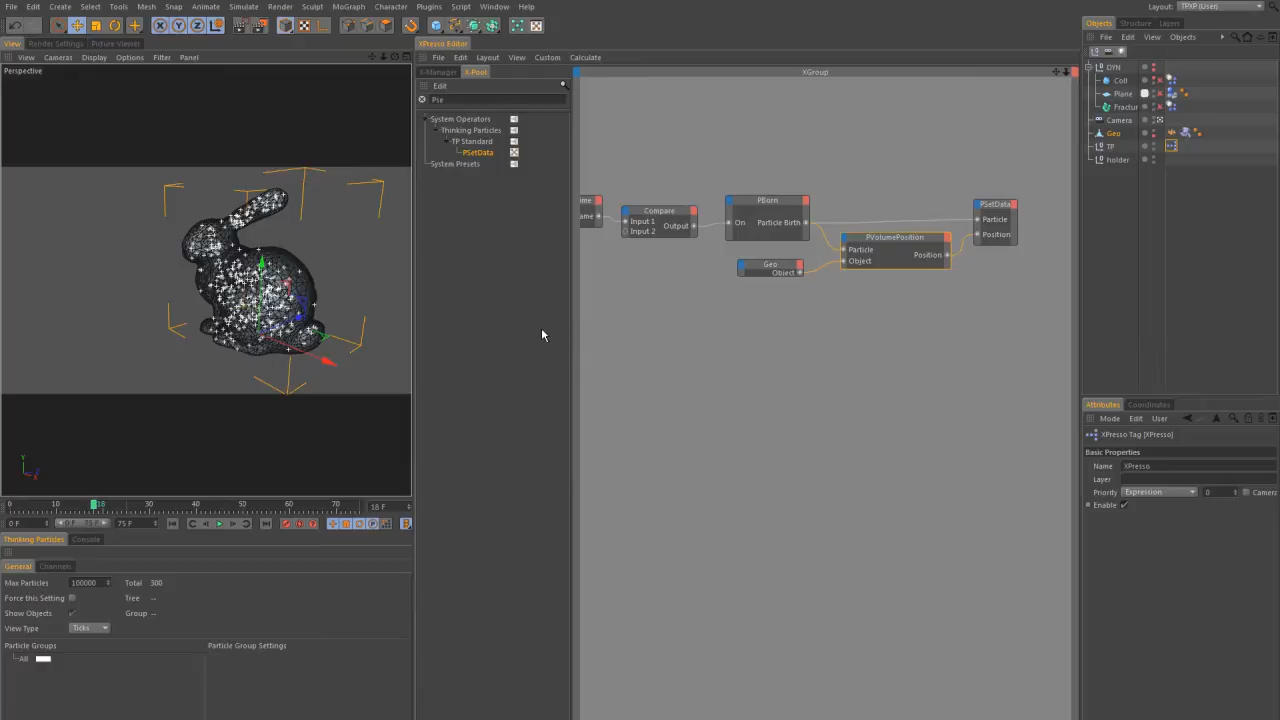 File Edit Create Select Tools Mesh Snap Animate Simulate Render Sculpt MoGraph Character Plugins Script Window Help
Layout: TPXP (User)
X Y Z
View Render Settings Picture Viewer
View Cameras Display Options Filter Panel
Perspective
XPresso Editor
File Edit Layout View Custom Calculate
X-Manager X-Pool
Edit
Pse
System Operators
Thinking Particles
TP Standard
PSetData
System Presets
XGroup
Compare
Input 1
Input 2
Output
PBorn
On Particle Birth
Geo
Object
PVolumePosition
Particle
Object
Position
PSetData
Particle
Position
Objects Structure Layers
File Edit View Objects
DYN
Coll
Plane
Fractur
Camera
Geo
TP
holder
Attributes Coordinates
Mode Edit User
XPresso Tag [XPresso]
Basic Properties
Name XPresso
Layer
Priority Expression 0 Camera
Enable
Y
X
0 10 18 30 40 50 60 70 18 F
0 F 0 F 75 F 75 F
Thinking Particles Console
General Channels
Max Particles 100000 Total 300
Force this Setting Tree --
Show Objects Group --
View Type Ticks
Particle Groups Particle Group Settings
All